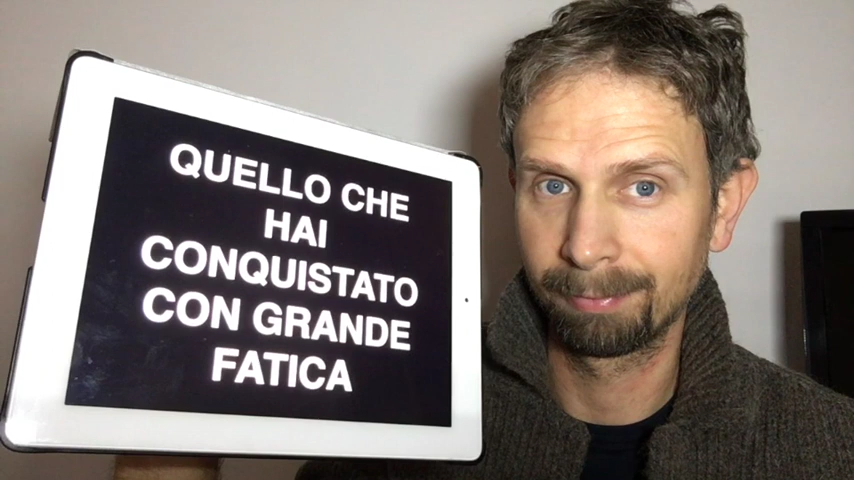 QUELLO CHE
HAI
CONQUISTATO
CON GRANDE
FATICA